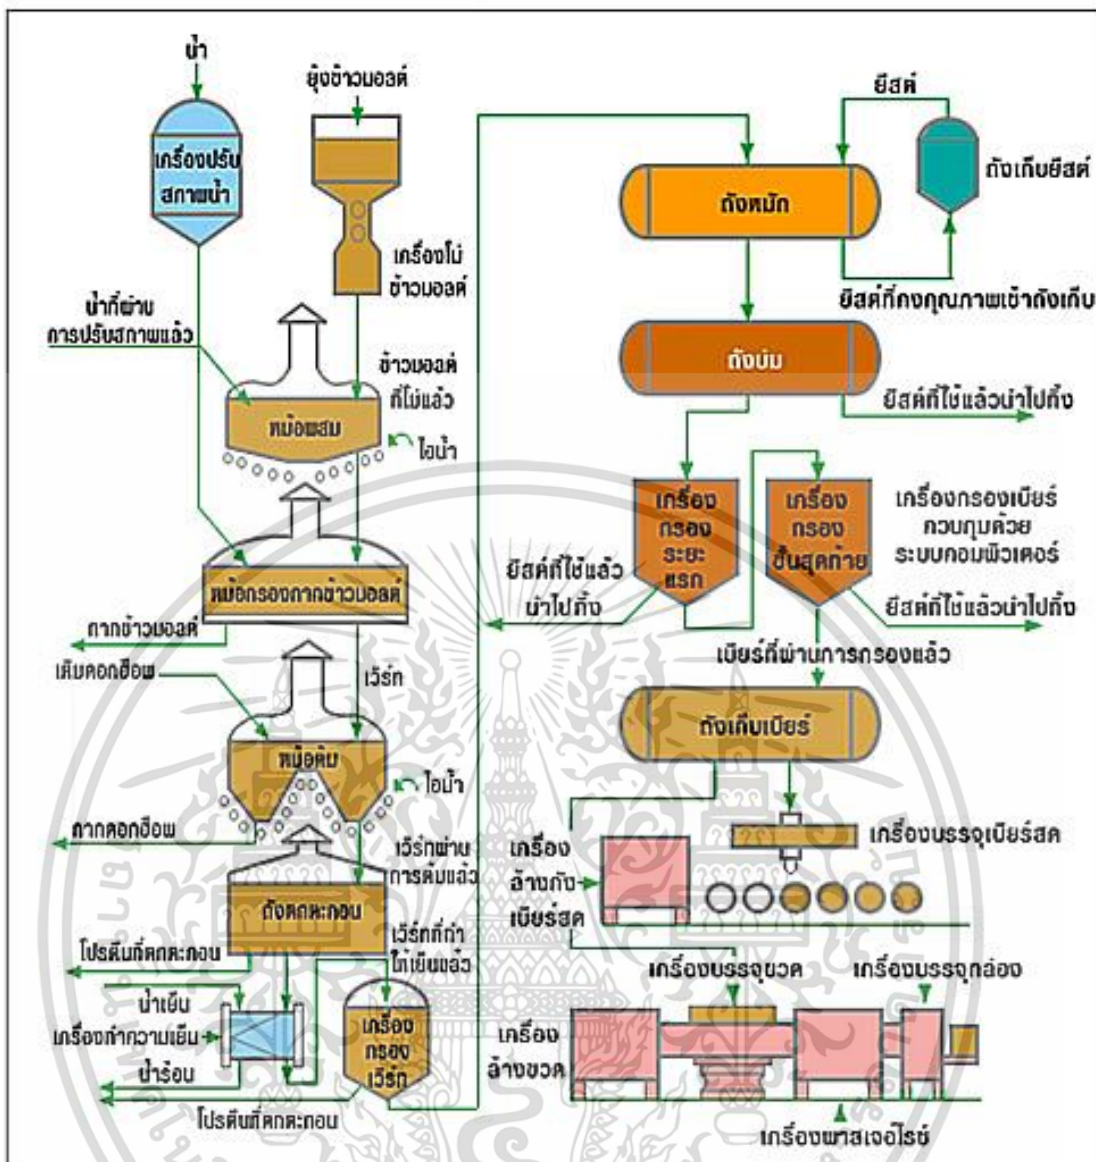 น้ำ
เครื่องปรับ
สภาพน้ำ
ยุ้งข้าวมอลต์
เครื่องโม่
ข้าวมอลต์
น้ำที่ผ่าน
การปรับสภาพแล้ว
ข้าวมอลต์
ที่โม่แล้ว
หม้อผสม
ไอน้ำ
หม้อกรองกากข้าวมอลต์
กากข้าวมอลต์
เติมดอกฮ็อพ
เวิร์ท
หม้อต้ม
ไอน้ำ
กากดอกฮ็อพ
เวิร์ทผ่าน
การต้มแล้ว
ถังตกตะกอน
โปรตีนที่ตกตะกอน
เวิร์ทที่ทำ
ให้เย็นแล้ว
น้ำเย็น
เครื่องทำความเย็น
น้ำร้อน
เครื่อง
กรอง
เวิร์ท
โปรตีนที่ตกตะกอน
ยีสต์
ถังเก็บยีสต์
ถังหมัก
ยีสต์ที่คงคุณภาพเข้าถังเก็บ
ถังบ่ม
ยีสต์ที่ใช้แล้วนำไปทิ้ง
เครื่อง
กรอง
ระยะ
แรก
เครื่อง
กรอง
ขั้นสุดท้าย
เครื่องกรองเบียร์
ควบคุมด้วย
ระบบคอมพิวเตอร์
ยีสต์ที่ใช้แล้ว
นำไปทิ้ง
ยีสต์ที่ใช้แล้วนำไปทิ้ง
เบียร์ที่ผ่านการกรองแล้ว
ถังเก็บเบียร์
เครื่องบรรจุเบียร์สด
เครื่อง
ล้างถัง
เบียร์สด
เครื่องบรรจุขวด
เครื่องบรรจุกล่อง
เครื่อง
ล้างขวด
เครื่องพาสเจอไรซ์